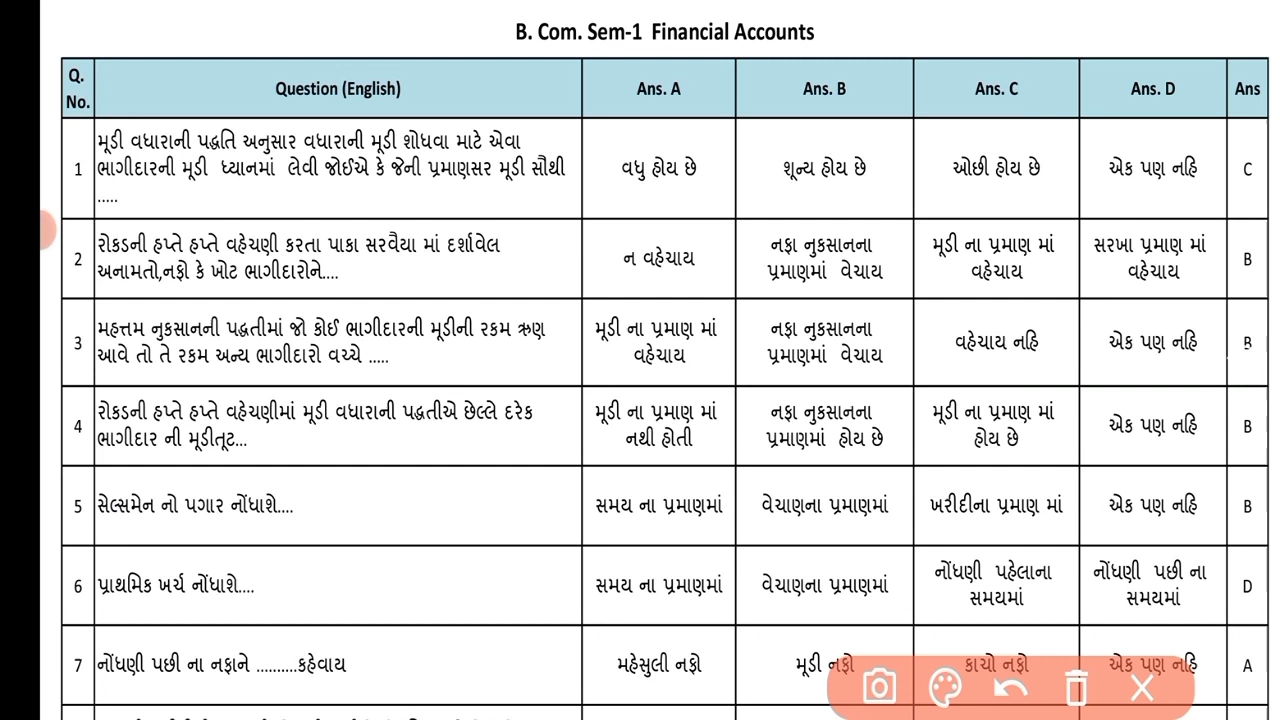 B. Com. Sem-1 Financial Accounts
Q. No. Question (English) Ans. A Ans. B Ans. C Ans. D Ans
1 મૂડી વધારાની પદ્ધતિ અનુસાર વધારાની મૂડી શોધવા માટે એવા
ભાગીદારની મૂડી ધ્યાનમાં લેવી જોઈએ કે જેની પ્રમાણસર મૂડી સૌથી
.....
વધુ હોય છે
શૂન્ય હોય છે
ઓછી હોય છે
એક પણ નહિ
C
2 રોકડની હપ્તે હપ્તે વહેચણી કરતા પાકા સરવૈયા માં દર્શાવેલ
અનામતો,નફો કે ખોટ ભાગીદારોને....
ન વહેચાય
નફા નુકસાનના
પ્રમાણમાં વેચાય
મૂડી ના પ્રમાણ માં
વહેચાય
સરખા પ્રમાણ માં
વહેચાય
B
3 મહત્તમ નુકસાનની પદ્ધતીમાં જો કોઈ ભાગીદારની મૂડીની રકમ ઋણ
આવે તો તે રકમ અન્ય ભાગીદારો વચ્ચે .....
મૂડી ના પ્રમાણ માં
વહેચાય
નફા નુકસાનના
પ્રમાણમાં વેચાય
વહેચાય નહિ
એક પણ નહિ
B
4 રોકડની હપ્તે હપ્તે વહેચણીમાં મૂડી વધારાની પદ્ધતીએ છેલ્લે દરેક
ભાગીદાર ની મૂડીતૂટ...
મૂડી ના પ્રમાણ માં
નથી હોતી
નફા નુકસાનના
પ્રમાણમાં હોય છે
મૂડી ના પ્રમાણ માં
હોય છે
એક પણ નહિ
B
5 સેલ્સમેન નો પગાર નોંધાશે....
સમય ના પ્રમાણમાં
વેચાણના પ્રમાણમાં
ખરીદીના પ્રમાણ માં
એક પણ નહિ
B
6 પ્રાથમિક ખર્ચ નોંધાશે....
સમય ના પ્રમાણમાં
વેચાણના પ્રમાણમાં
નોંધણી પહેલાના
સમયમાં
નોંધણી પછી ના
સમયમાં
D
7 નોંધણી પછી ના નફાને ..........કહેવાય
મહેસુલી નફો
મૂડી નફો
કાચો નફો
એક પણ નહિ
A